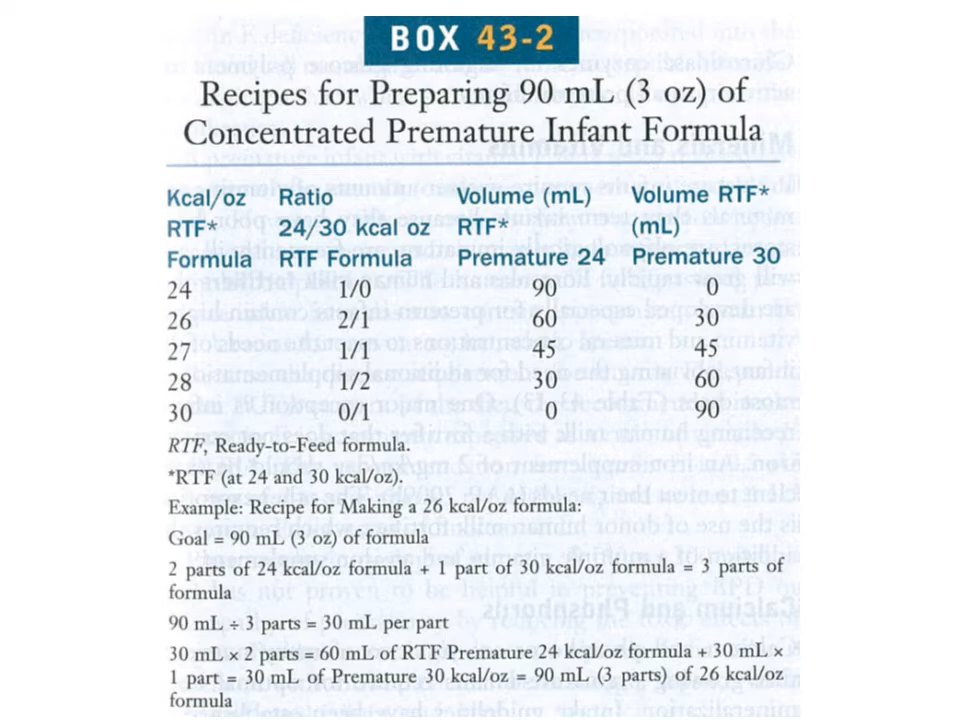 BOX 43-2
Recipes for Preparing 90 mL (3 oz) of
Concentrated Premature Infant Formula
Kcal/oz Ratio Volume (mL) Volume RTF*
RTF* 24/30 kcal oz RTF* (mL)
Formula RTF Formula Premature 24 Premature 30
24 1/0 90 0
26 2/1 60 30
27 1/1 45 45
28 1/2 30 60
30 0/1 0 90
RTF, Ready-to-Feed formula.
*RTF (at 24 and 30 kcal/oz).
Example: Recipe for Making a 26 kcal/oz formula:
Goal = 90 mL (3 oz) of formula
2 parts of 24 kcal/oz formula + 1 part of 30 kcal/oz formula = 3 parts of
formula
90 mL ÷ 3 parts = 30 mL per part
30 mL × 2 parts = 60 mL of RTF Premature 24 kcal/oz formula + 30 mL ×
1 part = 30 mL of Premature 30 kcal/oz = 90 mL (3 parts) of 26 kcal/oz
formula